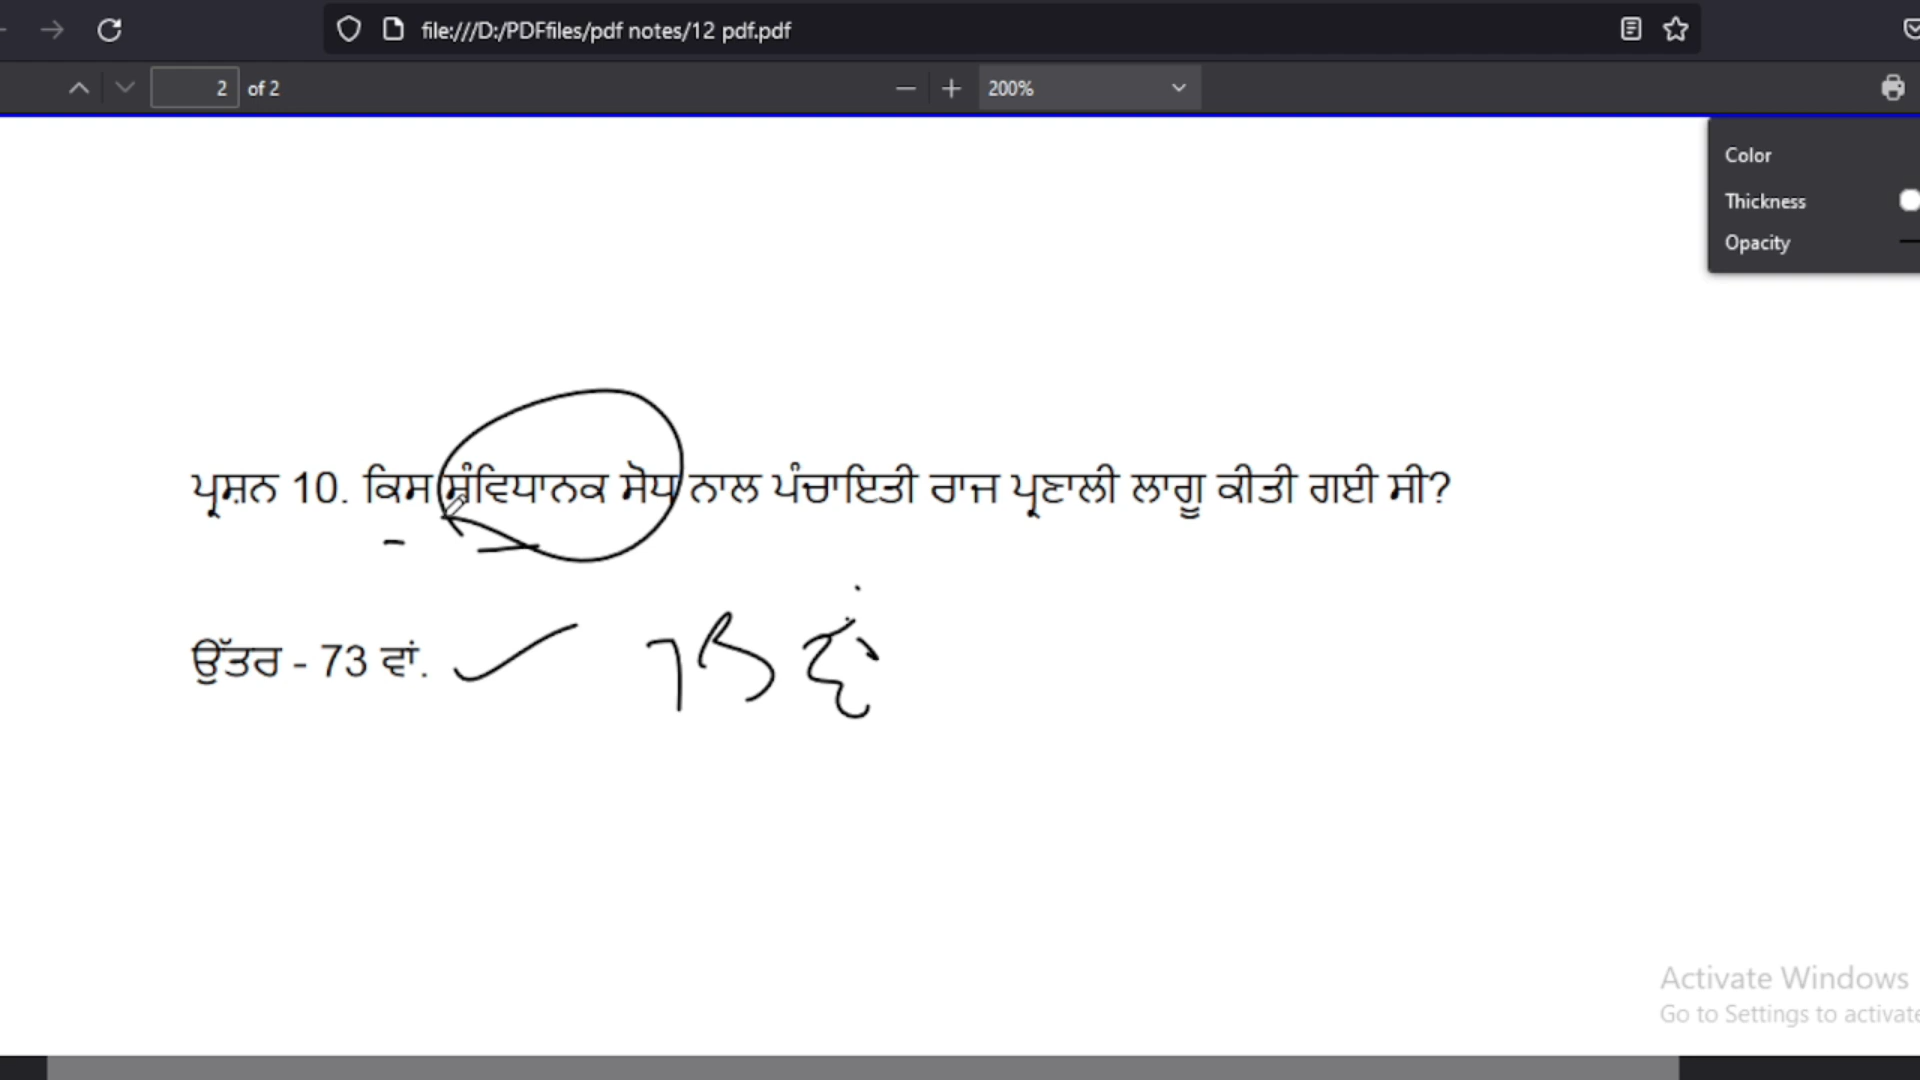 file:///D:/PDFfiles/pdf notes/12 pdf.pdf
2 of 2
200%
Color
Thickness
Opacity
ਪ੍ਰਸ਼ਨ 10. ਕਿਸ ਸੰਵਿਧਾਨਕ ਸੋਧ ਨਾਲ ਪੰਚਾਇਤੀ ਰਾਜ ਪ੍ਰਣਾਲੀ ਲਾਗੂ ਕੀਤੀ ਗਈ ਸੀ?
ਉੱਤਰ - 73 ਵਾਂ. 73 ਵਾਂ
Activate Windows
Go to Settings to activate